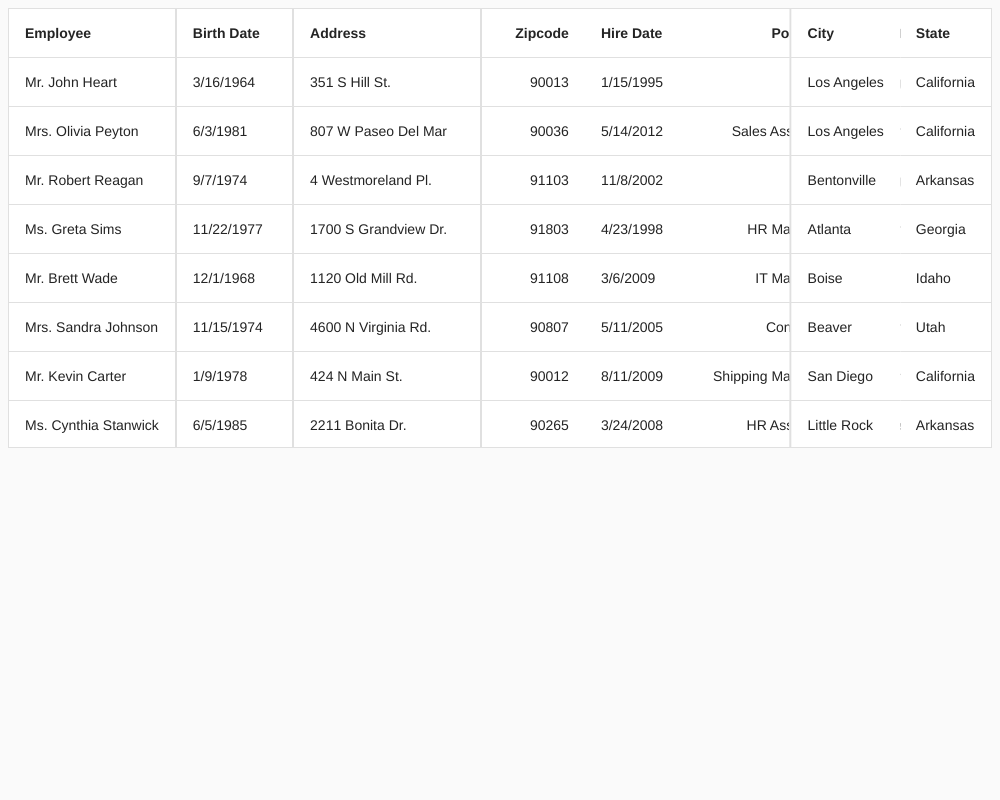 Employee Birth Date Address Zipcode Hire Date Po City State
Mr. John Heart 3/16/1964 351 S Hill St. 90013 1/15/1995 Los Angeles California
Mrs. Olivia Peyton 6/3/1981 807 W Paseo Del Mar 90036 5/14/2012 Sales Ass Los Angeles California
Mr. Robert Reagan 9/7/1974 4 Westmoreland Pl. 91103 11/8/2002 Bentonville Arkansas
Ms. Greta Sims 11/22/1977 1700 S Grandview Dr. 91803 4/23/1998 HR Ma Atlanta Georgia
Mr. Brett Wade 12/1/1968 1120 Old Mill Rd. 91108 3/6/2009 IT Ma Boise Idaho
Mrs. Sandra Johnson 11/15/1974 4600 N Virginia Rd. 90807 5/11/2005 Beaver Utah
Mr. Kevin Carter 1/9/1978 424 N Main St. 90012 8/11/2009 Shipping Ma San Diego California
Ms. Cynthia Stanwick 6/5/1985 2211 Bonita Dr. 90265 3/24/2008 HR Ass Little Rock Arkansas